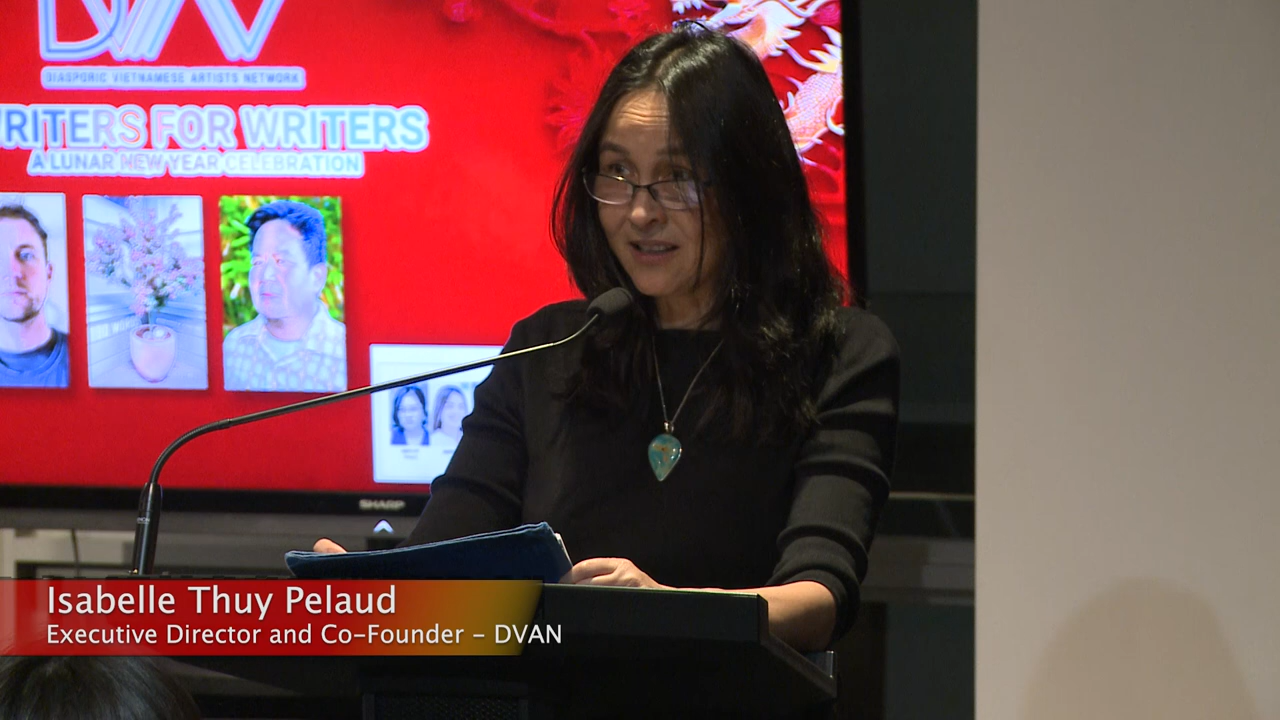 DIASPORIC VIETNAMESE ARTISTS NETWORK
RITERS FOR WRITERS
A LUNAR NEW YEAR CELEBRATION
SHARP
Isabelle Thuy Pelaud
Executive Director and Co-Founder – DVAN